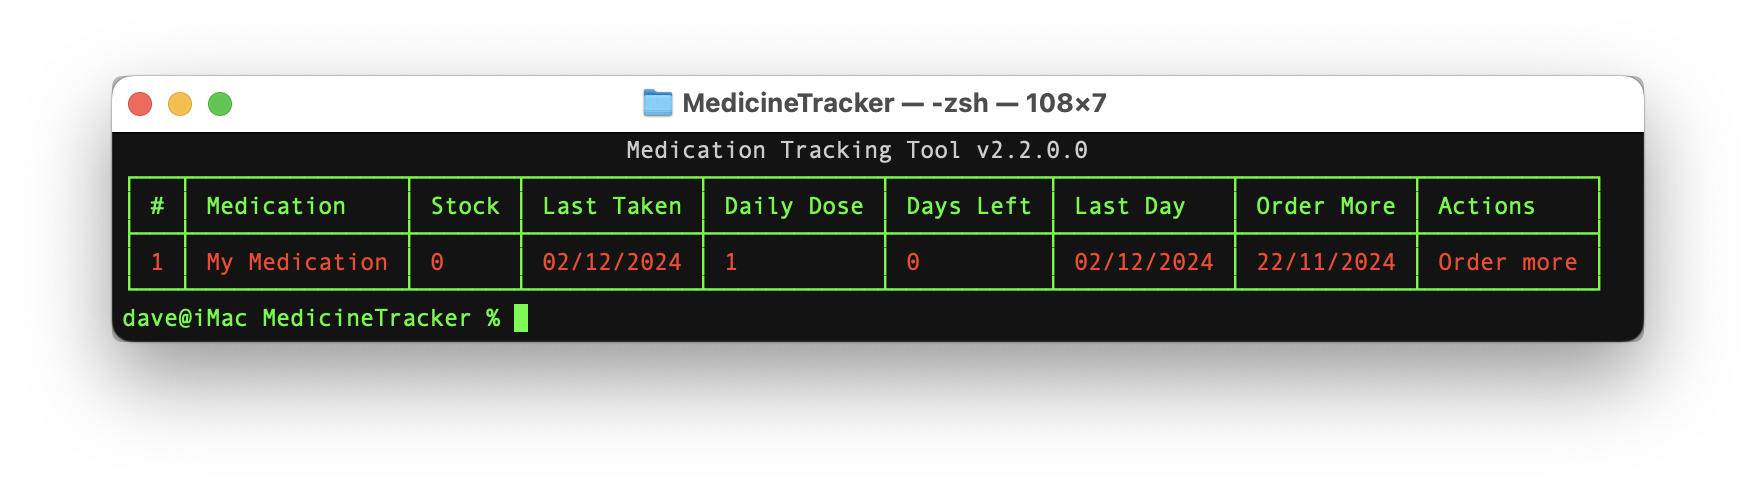 MedicineTracker — -zsh — 108×7
Medication Tracking Tool v2.2.0.0
# Medication Stock Last Taken Daily Dose Days Left Last Day Order More Actions
1 My Medication 0 02/12/2024 1 0 02/12/2024 22/11/2024 Order more
dave@iMac MedicineTracker %